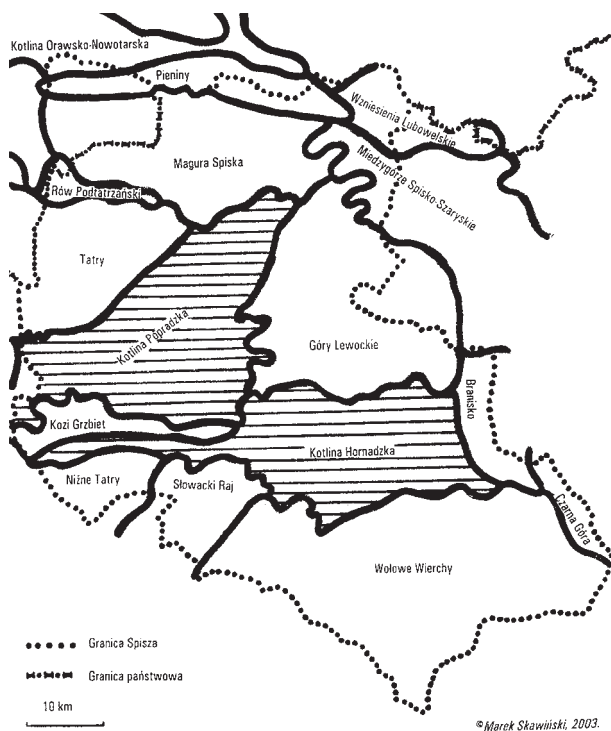 Kotlina Orawsko-Nowotarska
Pieniny
Wzniesienia Lubowelskie
Magura Spiska
Międzygórze Spisko-Szaryskie
Rów Podtatrzański
Tatry
Kotlina Popradzka
Góry Lewockie
Branisko
Kozi Grzbiet
Kotlina Hornadzka
Niżne Tatry
Słowacki Raj
Czarna Góra
Wołowe Wierchy
Granica Spisza
Granica państwowa
10 km
©Marek Skawiński, 2003.